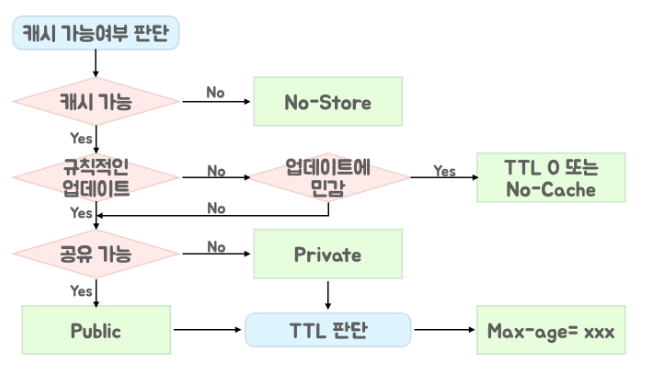 캐시 가능여부 판단
캐시 가능
No
No-Store
Yes
규칙적인
업데이트
No
업데이트에
민감
Yes
TTL 0 또는
No-Cache
Yes
No
공유 가능
No
Private
Yes
Public
TTL 판단
Max-age= xxx